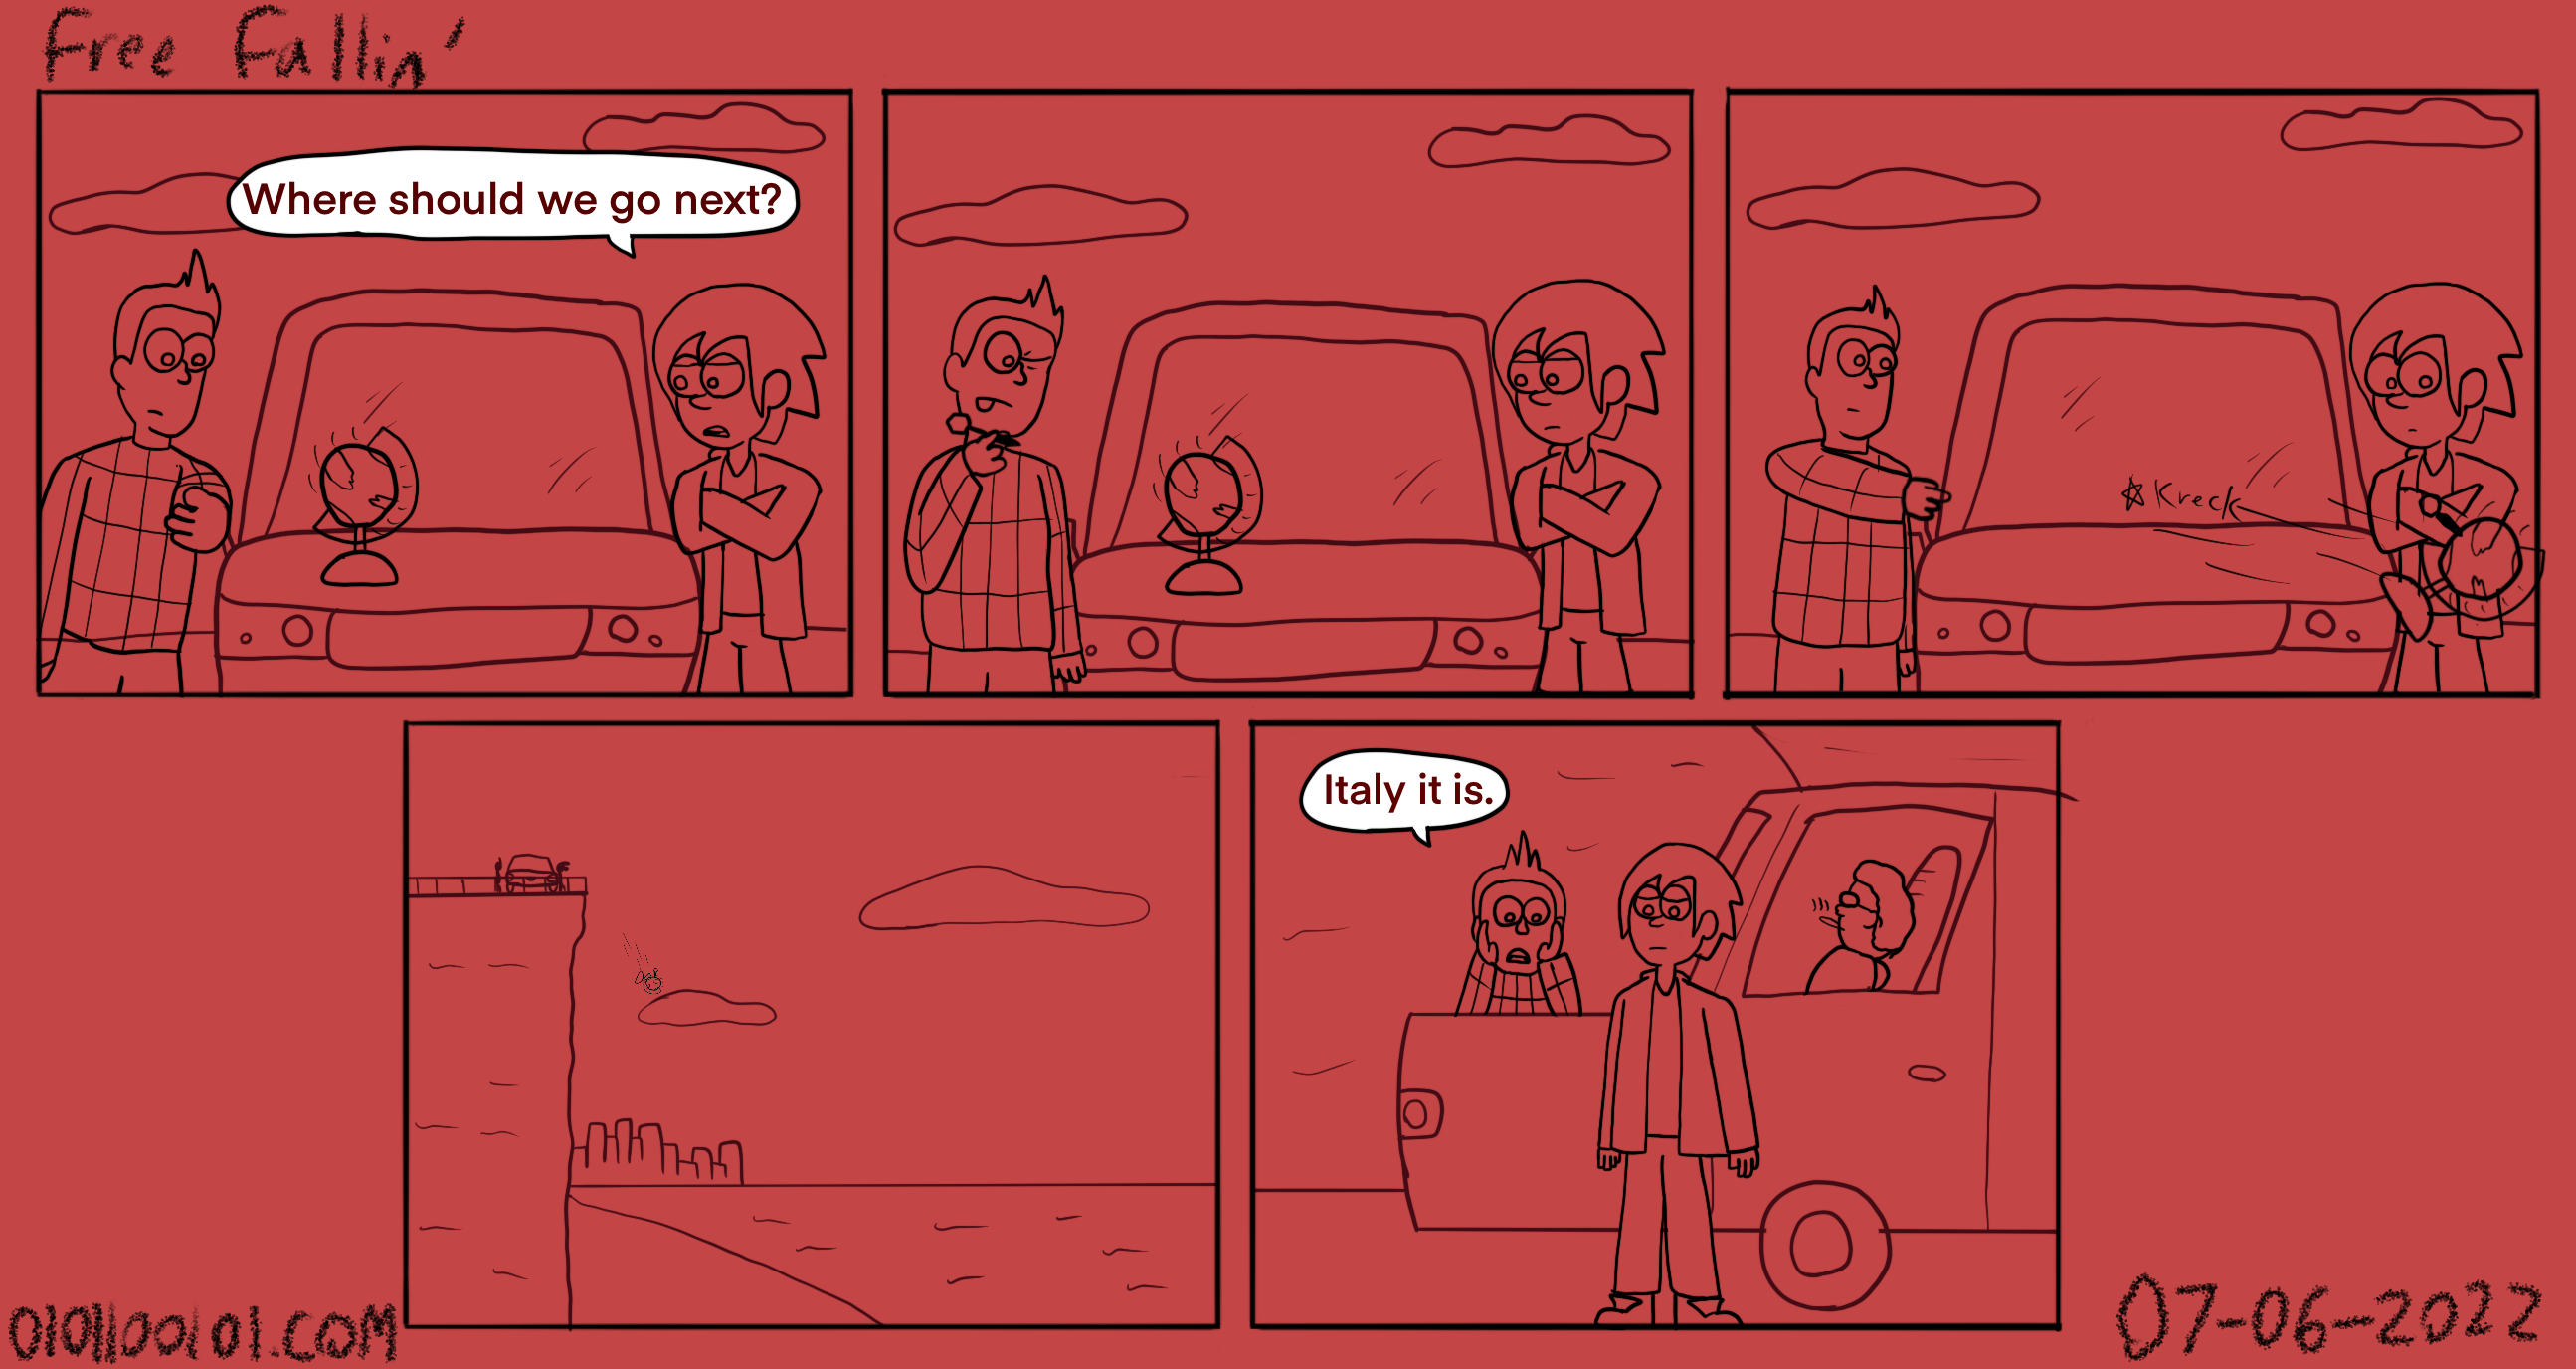 Free Fallin'
Where should we go next?
☆Kreck
Italy it is.
0101100101.COM
07-06-2022